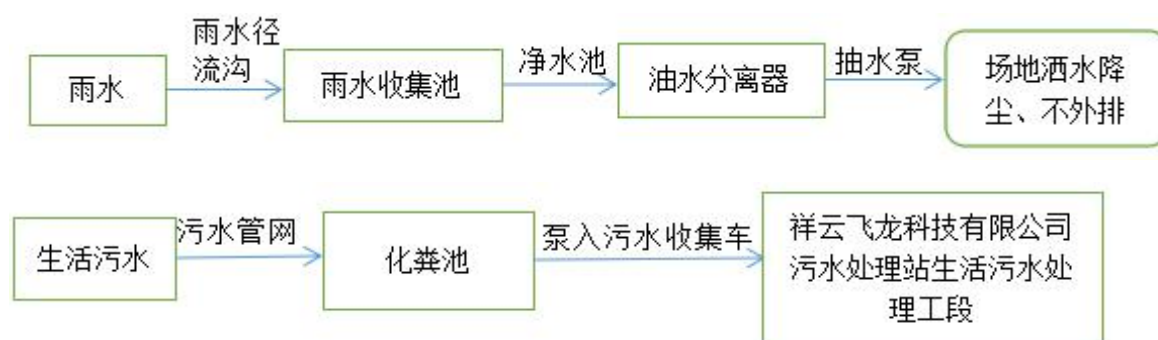 雨水
雨水径
流沟
雨水收集池
净水池
油水分离器
抽水泵
场地洒水降
尘、不外排
生活污水
污水管网
化粪池
泵入污水收集车
祥云飞龙科技有限公司
污水处理站生活污水处
理工段